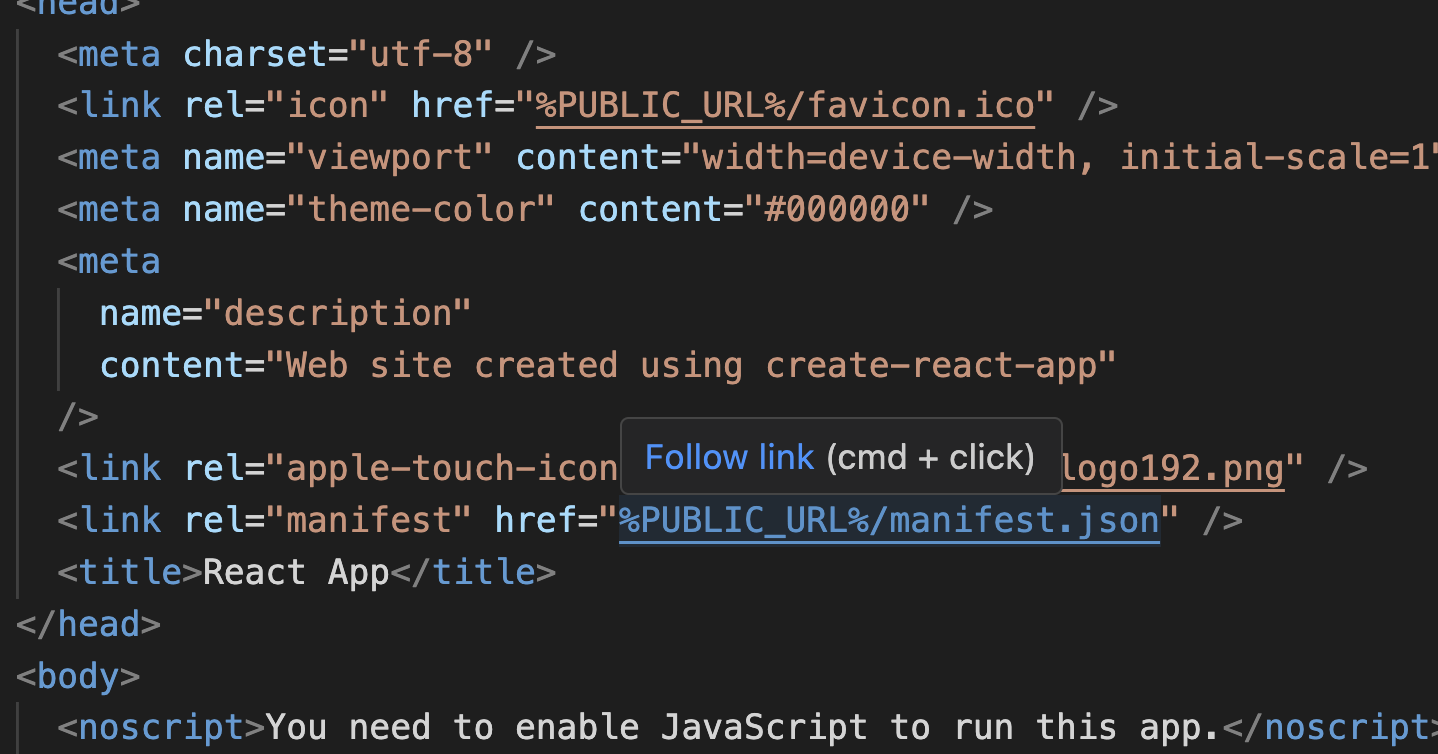 <head>
<meta charset="utf-8" />
<link rel="icon" href="%PUBLIC_URL%/favicon.ico" />
<meta name="viewport" content="width=device-width, initial-scale=1"
<meta name="theme-color" content="#000000" />
<meta
name="description"
content="Web site created using create-react-app"
/>
Follow link (cmd + click)
<link rel="apple-touch-icon logo192.png" />
<link rel="manifest" href="%PUBLIC_URL%/manifest.json" />
<title>React App</title>
</head>
<body>
<noscript>You need to enable JavaScript to run this app.</noscript>